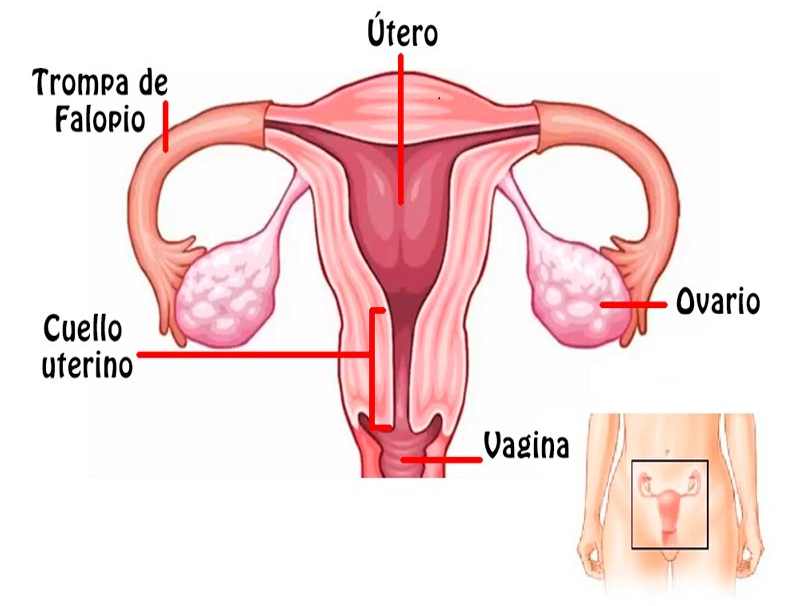 Útero
Trompa de
Falopio
Ovario
Cuello
uterino
Vagina